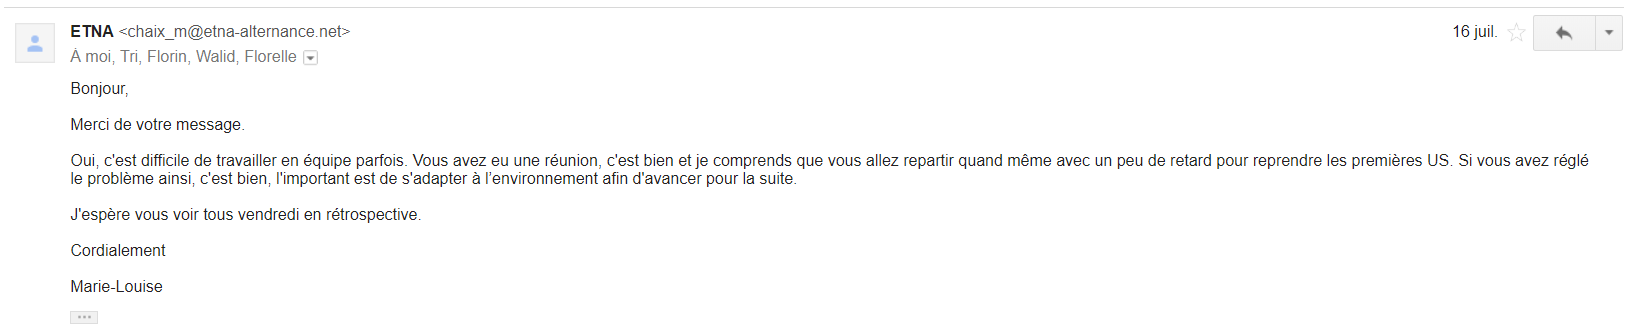 ETNA <chaix_m@etna-alternance.net> 16 juil.
À moi, Tri, Florin, Walid, Florelle
Bonjour,
Merci de votre message.
Oui, c'est difficile de travailler en équipe parfois. Vous avez eu une réunion, c'est bien et je comprends que vous allez repartir quand même avec un peu de retard pour reprendre les premières US. Si vous avez réglé
le problème ainsi, c'est bien, l'important est de s'adapter à l'environnement afin d'avancer pour la suite.
J'espère vous voir tous vendredi en rétrospective.
Cordialement
Marie-Louise